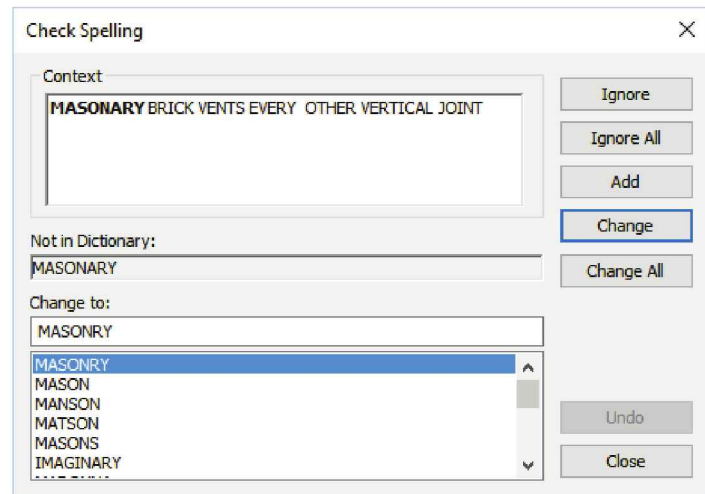 Check Spelling
Context
MASONARY BRICK VENTS EVERY OTHER VERTICAL JOINT
Not in Dictionary:
MASONARY
Change to:
MASONRY
MASONRY
MASON
MANSON
MATSON
MASONS
IMAGINARY
Ignore
Ignore All
Add
Change
Change All
Undo
Close